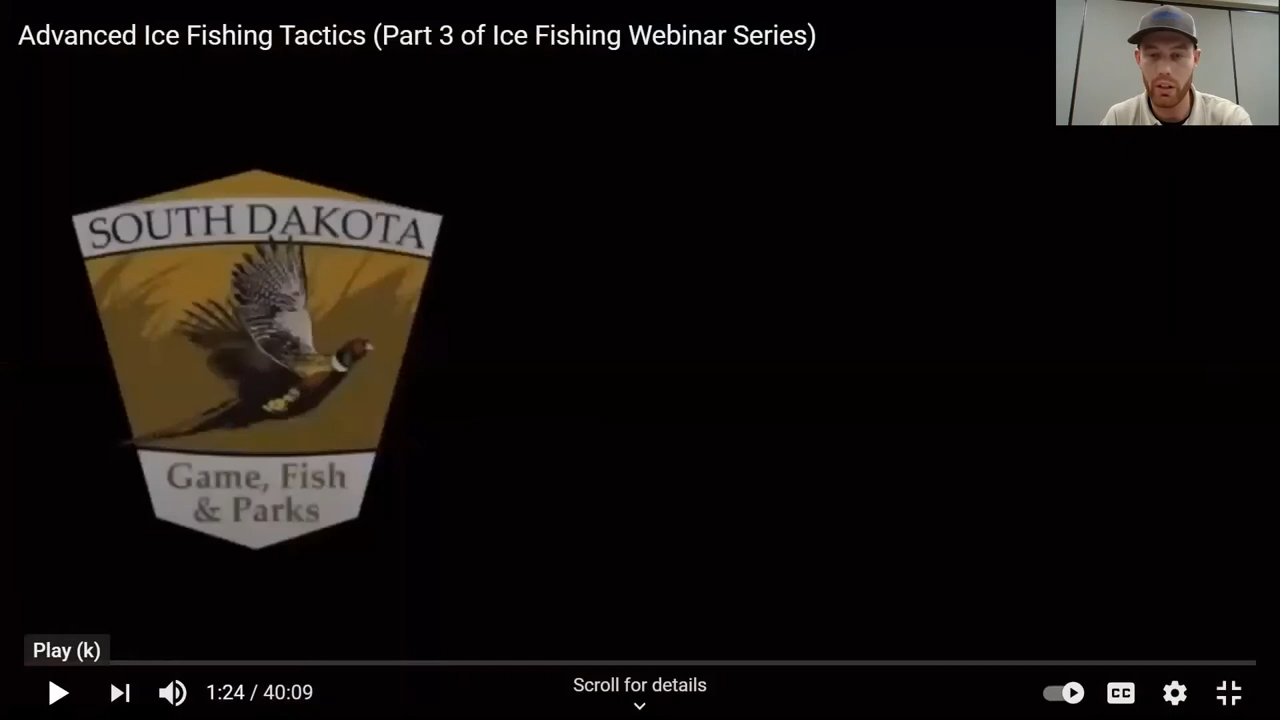 Advanced Ice Fishing Tactics (Part 3 of Ice Fishing Webinar Series)
SOUTH DAKOTA
Game, Fish
& Parks
Play (k)
1:24 / 40:09
Scroll for details
CC